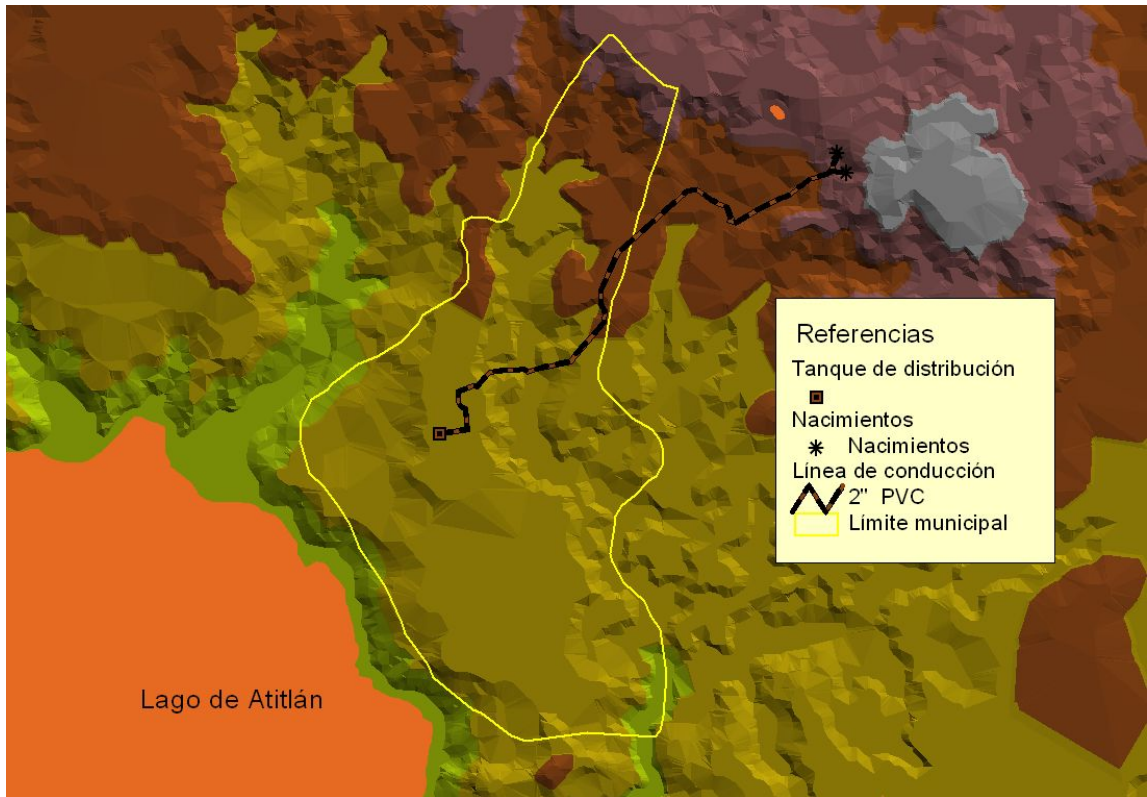 Referencias
Tanque de distribución
Nacimientos
Nacimientos
Línea de conducción
2" PVC
Límite municipal
Lago de Atitlán